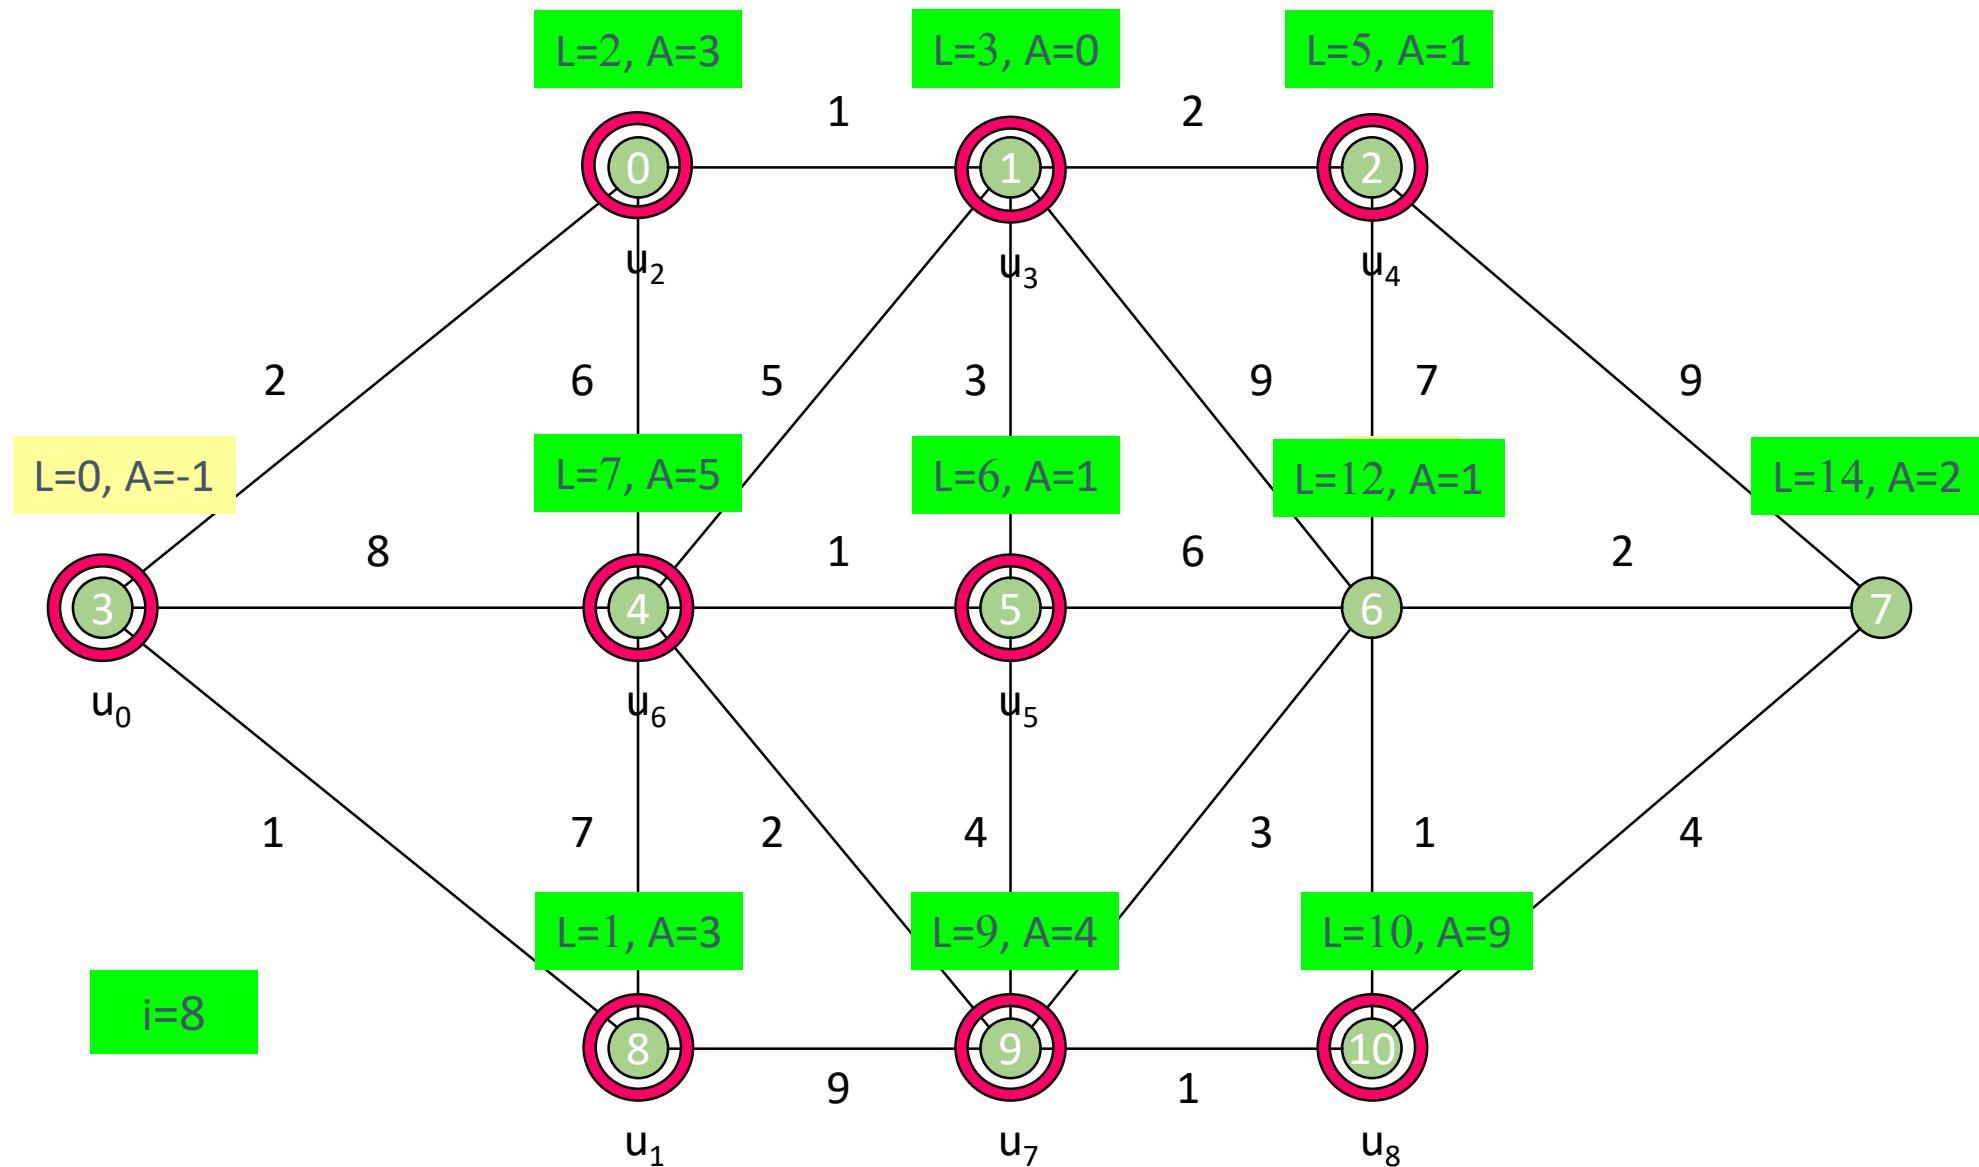 L=2, A=3
L=3, A=0
L=5, A=1
1
2
0
1
2
u2
u3
u4
2
6
5
3
9
7
9
L=0, A=-1
L=7, A=5
L=6, A=1
L=12, A=1
L=14, A=2
8
1
6
2
3
4
5
6
7
u0
u6
u5
1
7
2
4
3
1
4
L=1, A=3
L=9, A=4
L=10, A=9
i=8
8
9
10
9
1
u1
u7
u8